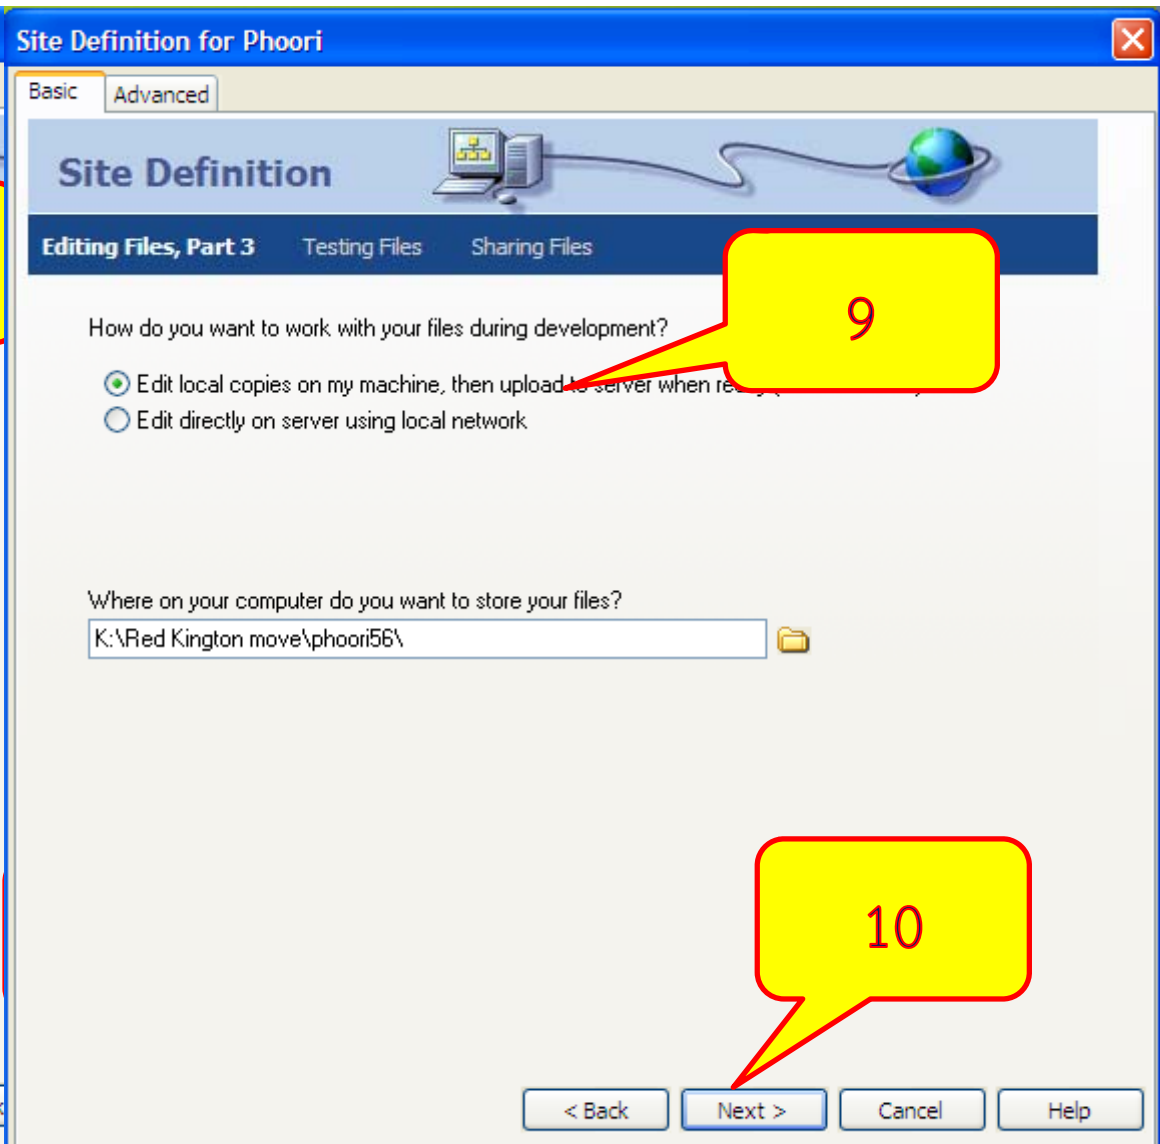 Site Definition for Phoori
Basic Advanced
Site Definition
Editing Files, Part 3 Testing Files Sharing Files
9
How do you want to work with your files during development?
Edit local copies on my machine, then upload to server when ready
Edit directly on server using local network
Where on your computer do you want to store your files?
K:\Red Kington move\phoori56\
10
< Back Next > Cancel Help